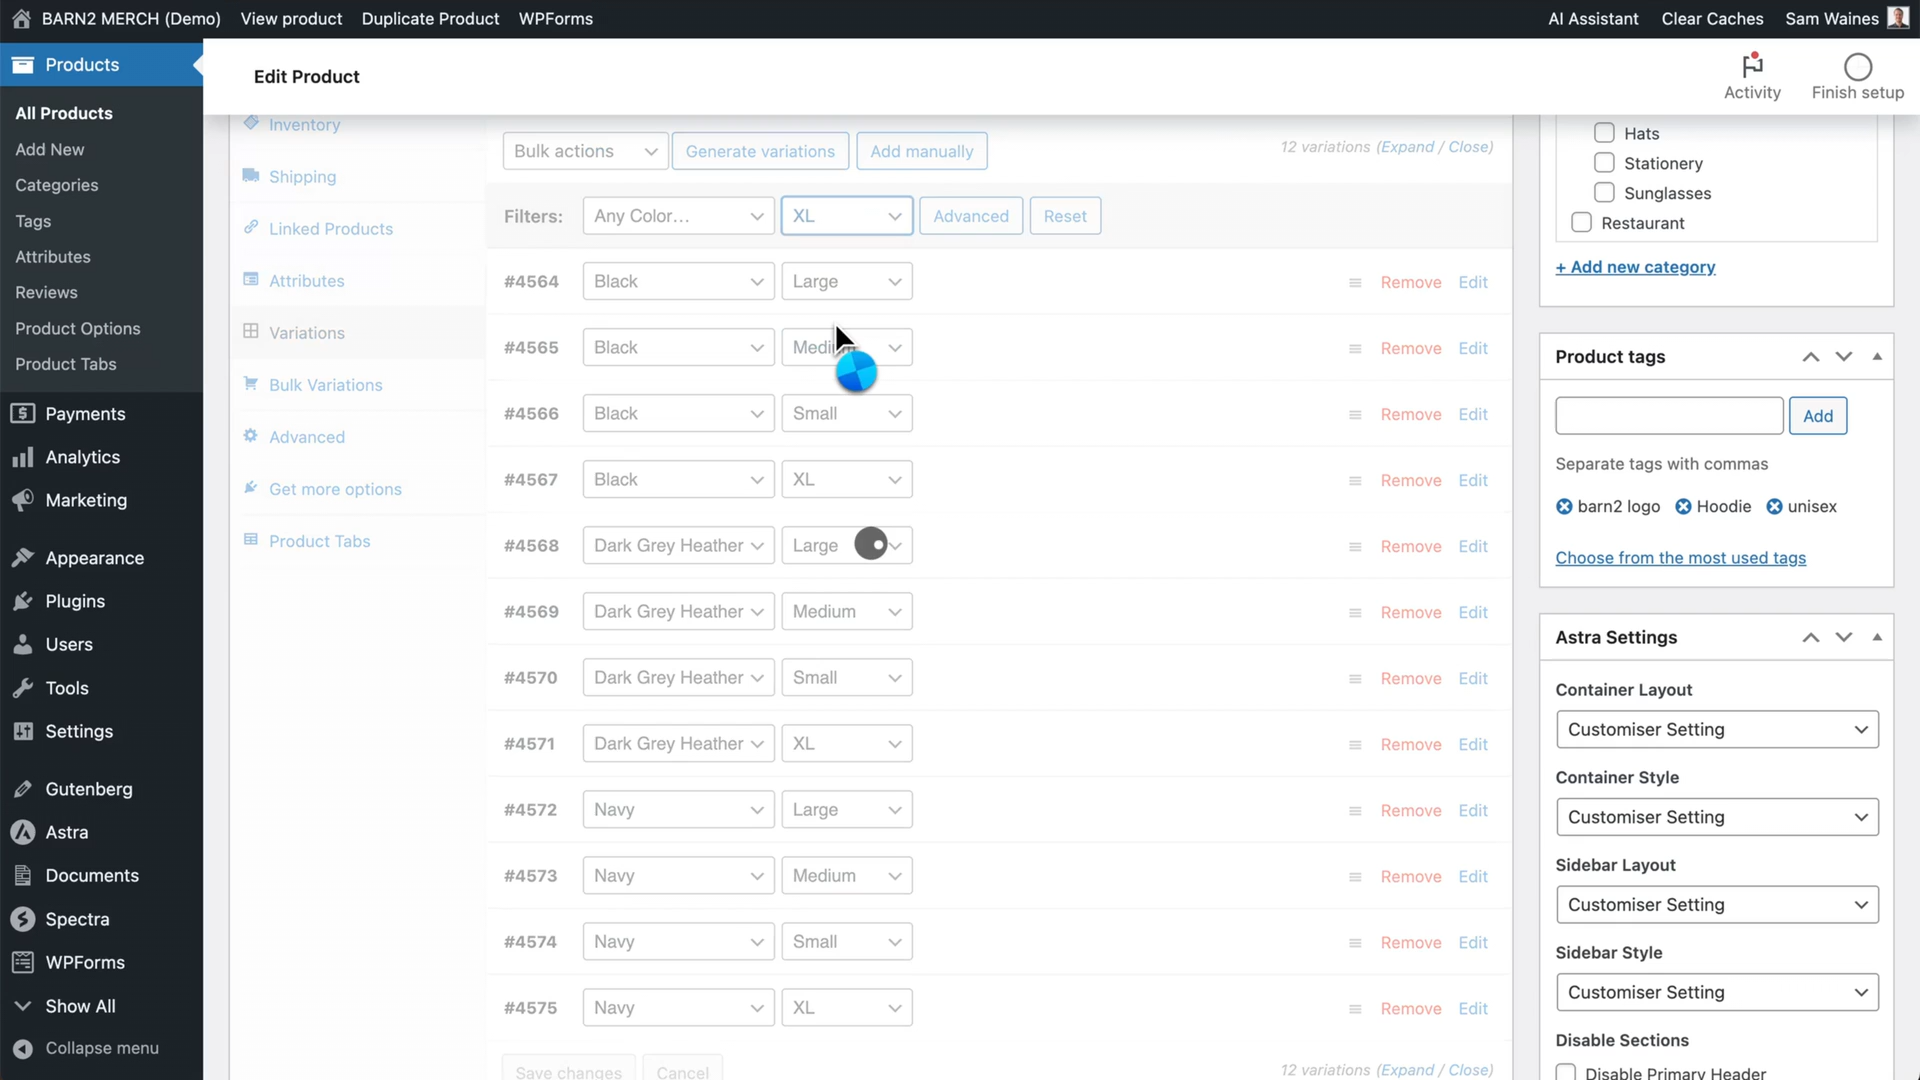 BARN2 MERCH (Demo) View product Duplicate Product WPForms AI Assistant Clear Caches Sam Waines
Products
All Products
Add New
Categories
Tags
Attributes
Reviews
Product Options
Product Tabs
Payments
Analytics
Marketing
Appearance
Plugins
Users
Tools
Settings
Gutenberg
Astra
Documents
Spectra
WPForms
Show All
Collapse menu
Edit Product
Activity
Finish setup
Inventory
Shipping
Linked Products
Attributes
Variations
Bulk Variations
Advanced
Get more options
Product Tabs
Bulk actions Generate variations Add manually 12 variations (Expand / Close)
Filters: Any Color... XL Advanced Reset
#4564 Black Large Remove Edit
#4565 Black Medium Remove Edit
#4566 Black Small Remove Edit
#4567 Black XL Remove Edit
#4568 Dark Grey Heather Large Remove Edit
#4569 Dark Grey Heather Medium Remove Edit
#4570 Dark Grey Heather Small Remove Edit
#4571 Dark Grey Heather XL Remove Edit
#4572 Navy Large Remove Edit
#4573 Navy Medium Remove Edit
#4574 Navy Small Remove Edit
#4575 Navy XL Remove Edit
Save changes Cancel 12 variations (Expand / Close)
Hats
Stationery
Sunglasses
Restaurant
+ Add new category
Product tags
Add
Separate tags with commas
barn2 logo Hoodie unisex
Choose from the most used tags
Astra Settings
Container Layout
Customiser Setting
Container Style
Customiser Setting
Sidebar Layout
Customiser Setting
Sidebar Style
Customiser Setting
Disable Sections
Disable Primary Header